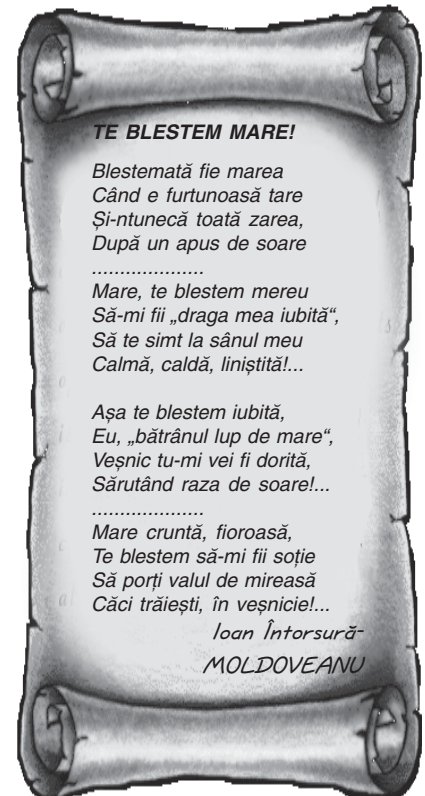 TE BLESTEM MARE!
Blestemată fie marea
Când e furtunoasă tare
Și-ntunecă toată zarea,
După un apus de soare
....................
Mare, te blestem mereu
Să-mi fii „draga mea iubită“,
Să te simt la sânul meu
Calmă, caldă, liniștită!...
Așa te blestem iubită,
Eu, „bătrânul lup de mare“,
Veșnic tu-mi vei fi dorită,
Sărutând raza de soare!...
....................
Mare cruntă, fioroasă,
Te blestem să-mi fii soție
Să porți valul de mireasă
Căci trăiești, în veșnicie!...
Ioan Întorsură-
MOLDOVEANU